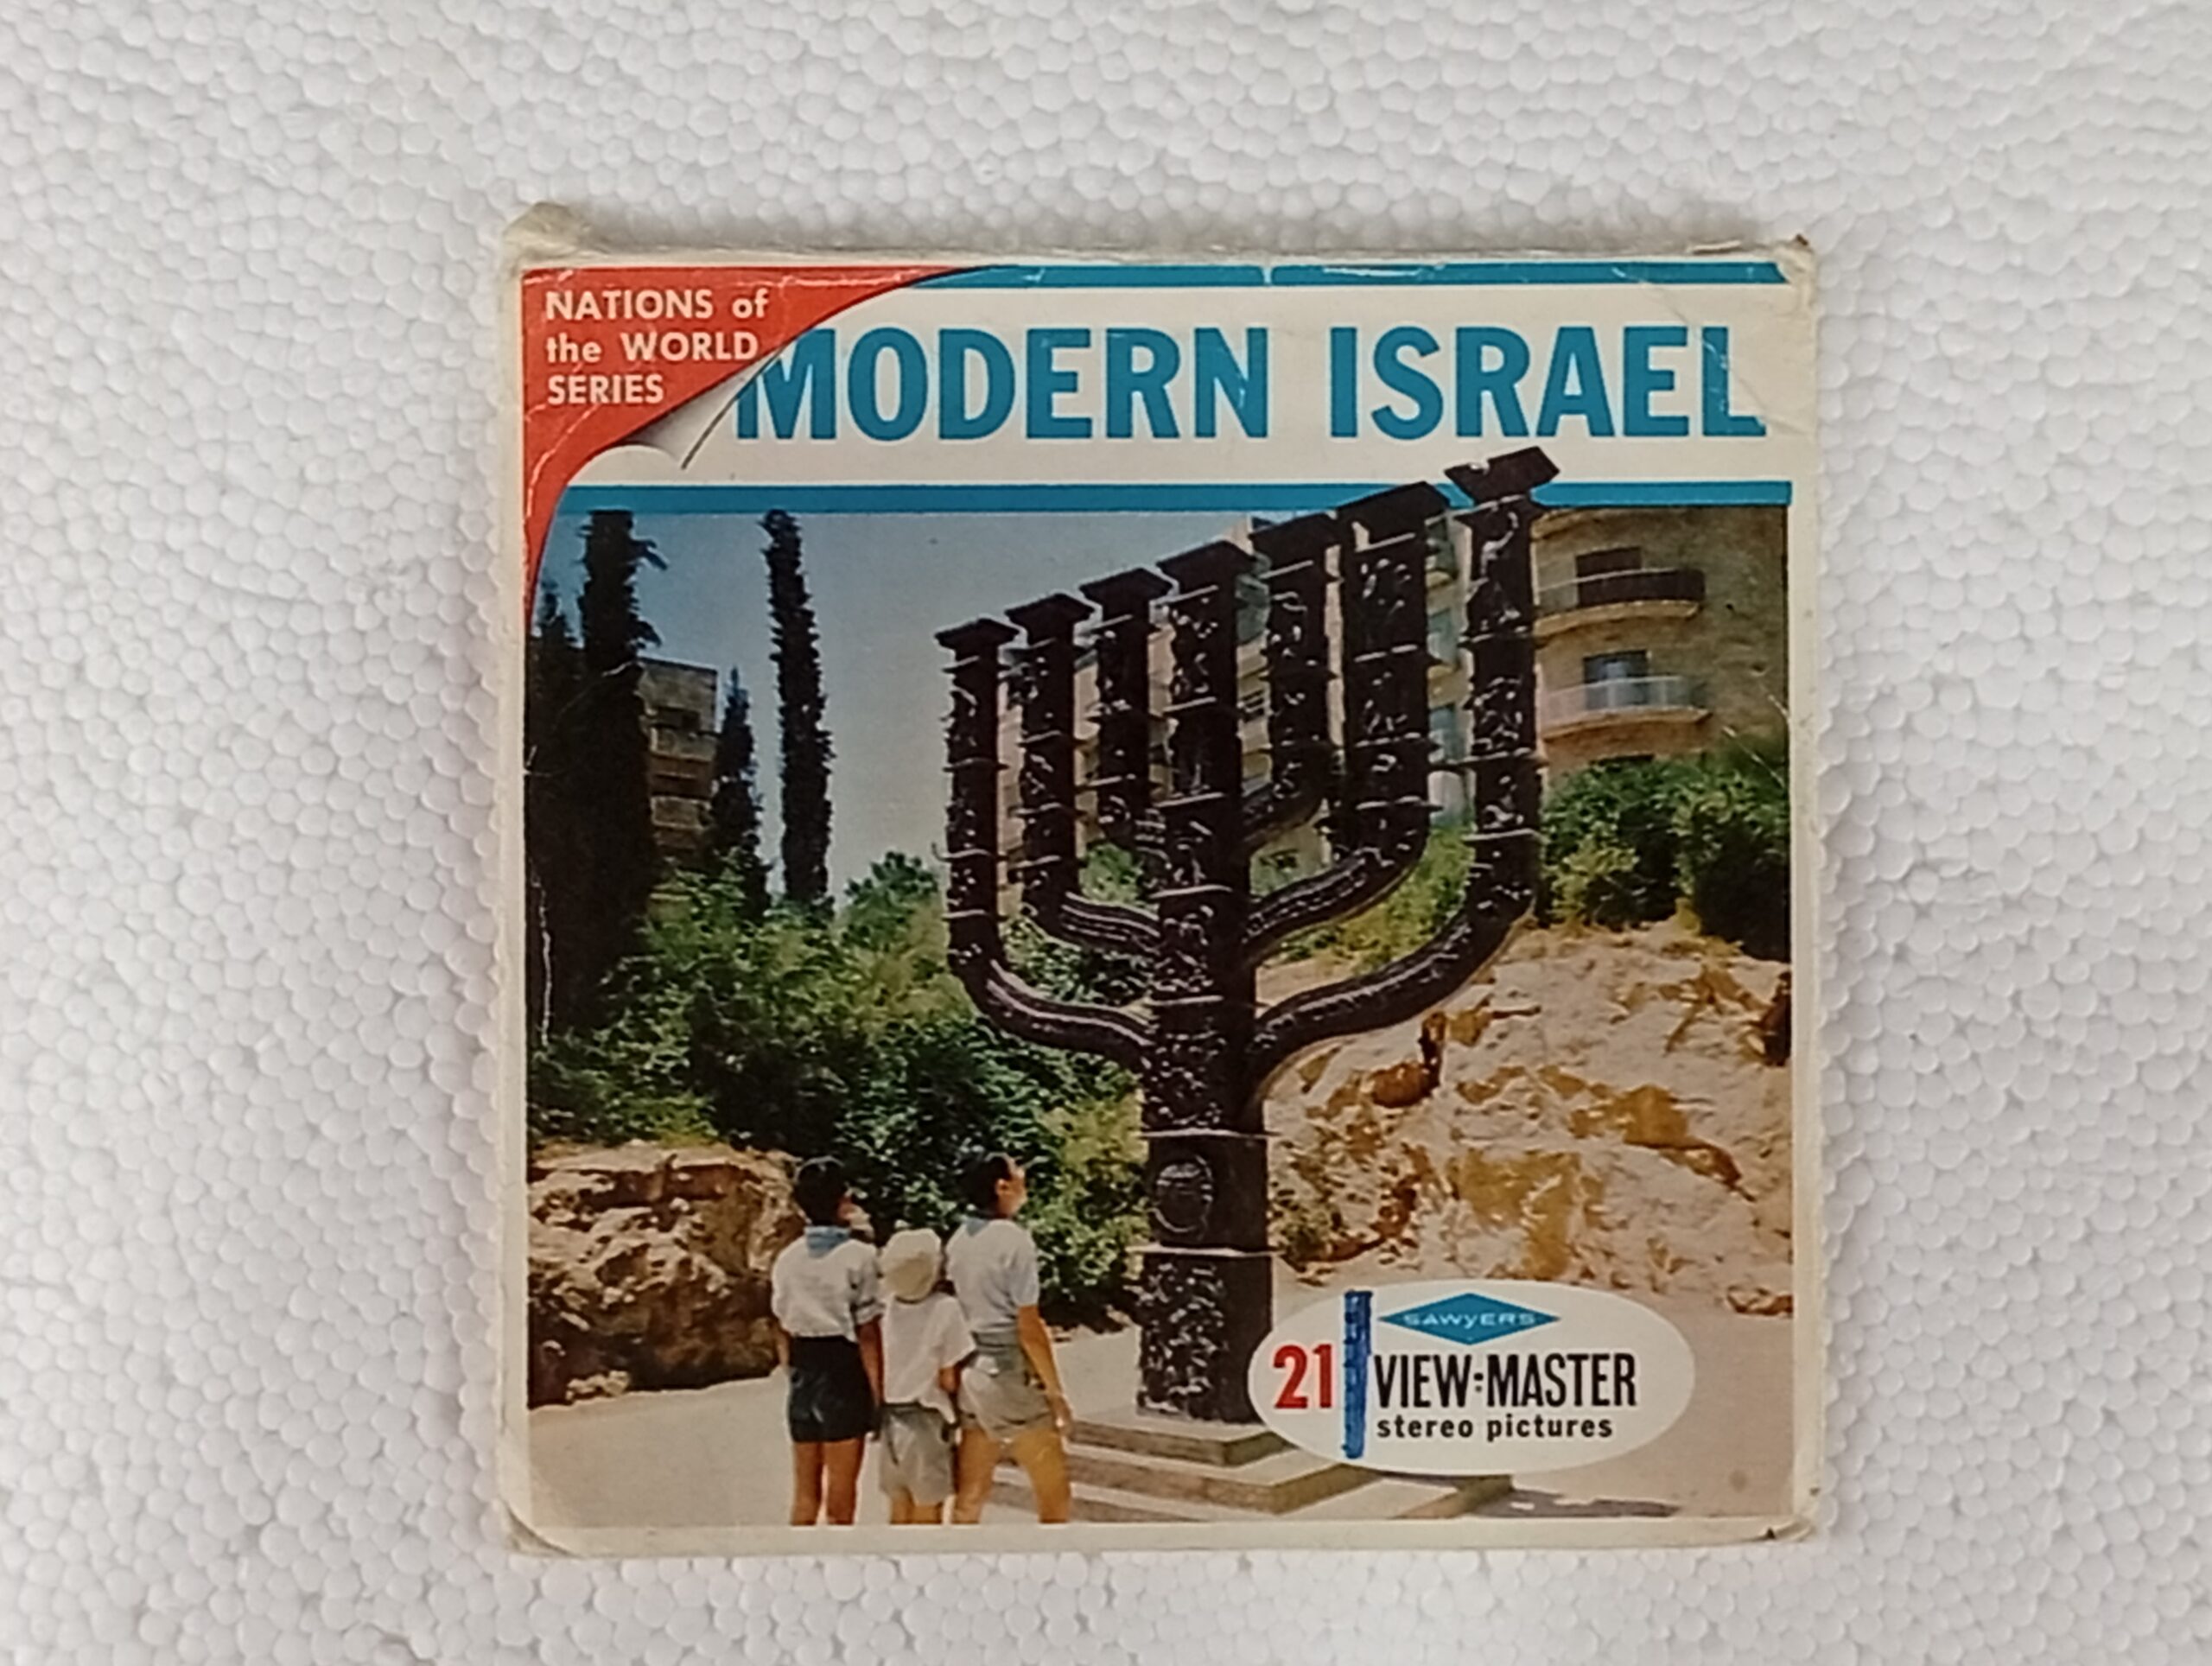 NATIONS of
the WORLD
SERIES
MODERN ISRAEL
SAWYERS
21 VIEW-MASTER
stereo pictures